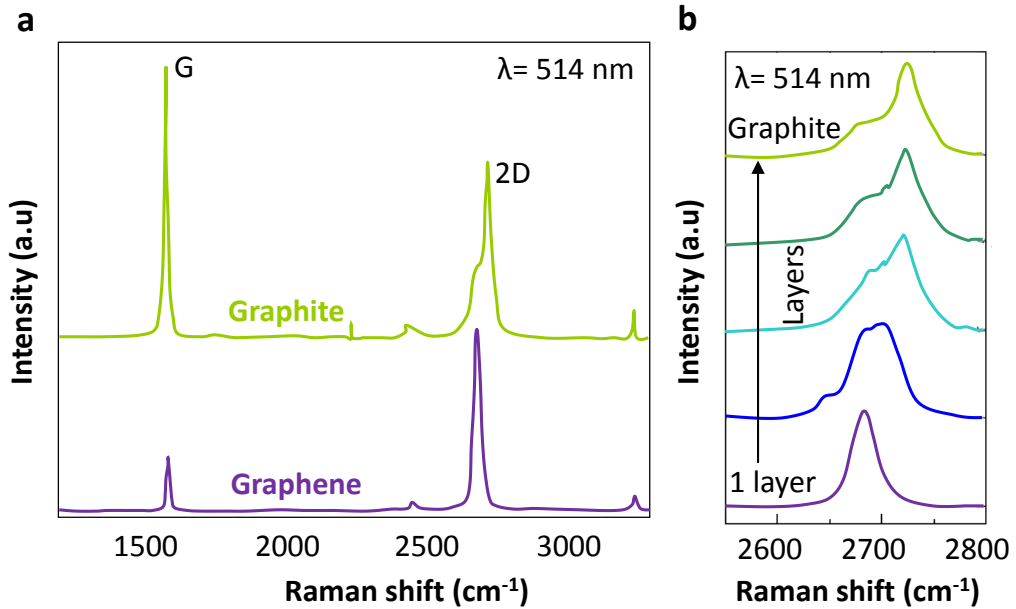 a
G
λ= 514 nm
2D
Graphite
Graphene
Intensity (a.u)
1500 2000 2500 3000
Raman shift (cm⁻¹)
b
λ= 514 nm
Graphite
Layers
1 layer
Intensity (a.u)
2600 2700 2800
Raman shift (cm⁻¹)